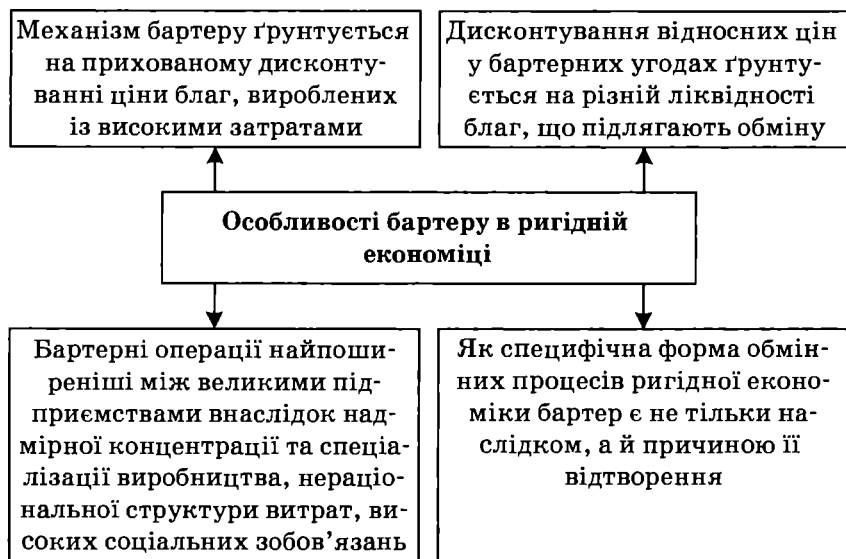 Механізм бартеру ґрунтується
на прихованому дисконту-
ванні ціни благ, вироблених
із високими затратами
Дисконтування відносних цін
у бартерних угодах ґрунту-
ється на різній ліквідності
благ, що підлягають обміну
Особливості бартеру в ригідній
економіці
Бартерні операції найпоши-
реніші між великими під-
приємствами внаслідок над-
мірної концентрації та спеціа-
лізації виробництва, нераціо-
нальної структури витрат, ви-
соких соціальних зобов’язань
Як специфічна форма обмін-
них процесів ригідної еконо-
міки бартер є не тільки на-
слідком, а й причиною її
відтворення